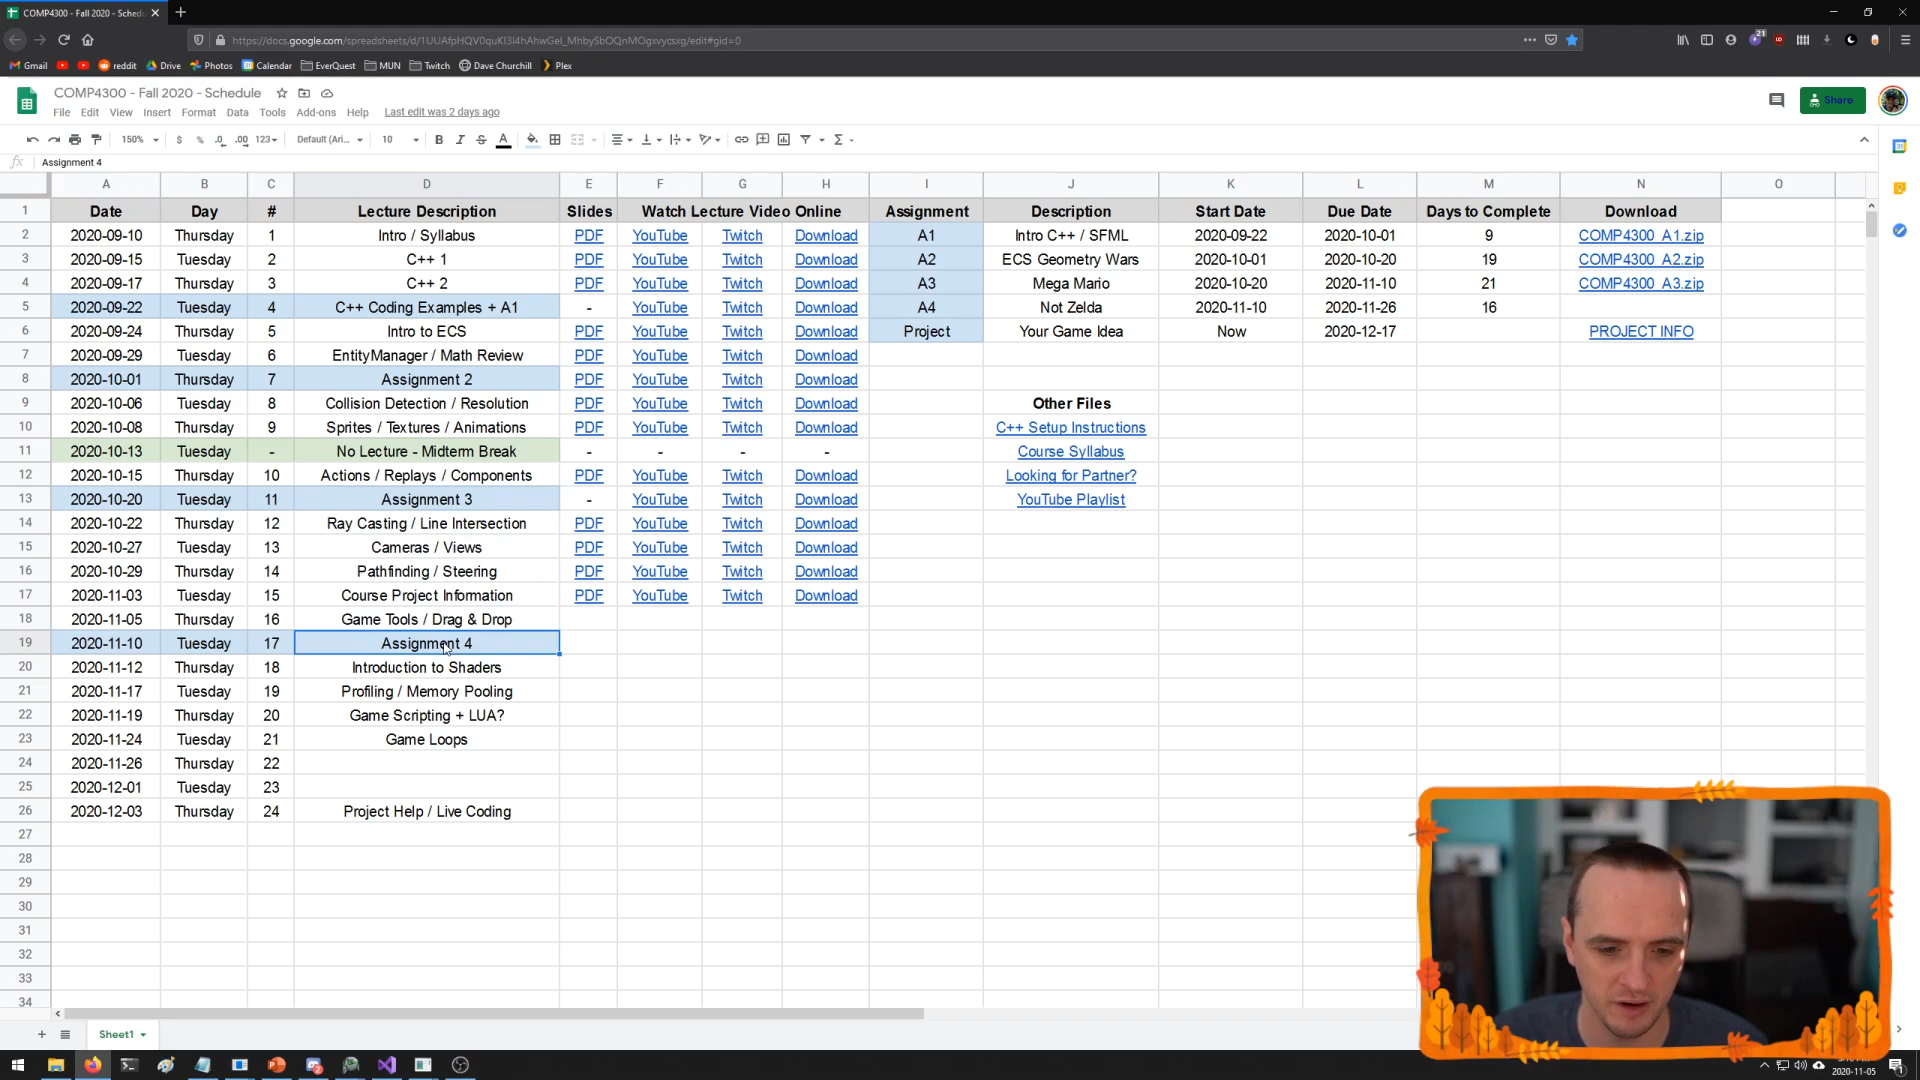 COMP4300 - Fall 2020 - Schedu
https://docs.google.com/spreadsheets/d/1UUAfpHQV0quKI3I4hAhwGeI_MhbySbOQnMOgxvycsxg/edit#gid=0
21
Gmail reddit Drive Photos Calendar EverQuest MUN Twitch Dave Churchill Plex
COMP4300 - Fall 2020 - Schedule
Share
File Edit View Insert Format Data Tools Add-ons Help Last edit was 2 days ago
150% $ % .0 .00 123 Default (Ari... 10 B I S A
fx Assignment 4
A B C D E F G H I J K L M N O
1 Date Day # Lecture Description Slides Watch Lecture Video Online Assignment Description Start Date Due Date Days to Complete Download
2 2020-09-10 Thursday 1 Intro / Syllabus PDF YouTube Twitch Download A1 Intro C++ / SFML 2020-09-22 2020-10-01 9 COMP4300_A1.zip
3 2020-09-15 Tuesday 2 C++ 1 PDF YouTube Twitch Download A2 ECS Geometry Wars 2020-10-01 2020-10-20 19 COMP4300_A2.zip
4 2020-09-17 Thursday 3 C++ 2 PDF YouTube Twitch Download A3 Mega Mario 2020-10-20 2020-11-10 21 COMP4300_A3.zip
5 2020-09-22 Tuesday 4 C++ Coding Examples + A1 - YouTube Twitch Download A4 Not Zelda 2020-11-10 2020-11-26 16
6 2020-09-24 Thursday 5 Intro to ECS PDF YouTube Twitch Download Project Your Game Idea Now 2020-12-17 PROJECT INFO
7 2020-09-29 Tuesday 6 EntityManager / Math Review PDF YouTube Twitch Download
8 2020-10-01 Thursday 7 Assignment 2 PDF YouTube Twitch Download
9 2020-10-06 Tuesday 8 Collision Detection / Resolution PDF YouTube Twitch Download Other Files
10 2020-10-08 Thursday 9 Sprites / Textures / Animations PDF YouTube Twitch Download C++ Setup Instructions
11 2020-10-13 Tuesday - No Lecture - Midterm Break - - - - Course Syllabus
12 2020-10-15 Thursday 10 Actions / Replays / Components PDF YouTube Twitch Download Looking for Partner?
13 2020-10-20 Tuesday 11 Assignment 3 - YouTube Twitch Download YouTube Playlist
14 2020-10-22 Thursday 12 Ray Casting / Line Intersection PDF YouTube Twitch Download
15 2020-10-27 Tuesday 13 Cameras / Views PDF YouTube Twitch Download
16 2020-10-29 Thursday 14 Pathfinding / Steering PDF YouTube Twitch Download
17 2020-11-03 Tuesday 15 Course Project Information PDF YouTube Twitch Download
18 2020-11-05 Thursday 16 Game Tools / Drag & Drop
19 2020-11-10 Tuesday 17 Assignment 4
20 2020-11-12 Thursday 18 Introduction to Shaders
21 2020-11-17 Tuesday 19 Profiling / Memory Pooling
22 2020-11-19 Thursday 20 Game Scripting + LUA?
23 2020-11-24 Tuesday 21 Game Loops
24 2020-11-26 Thursday 22
25 2020-12-01 Tuesday 23
26 2020-12-03 Thursday 24 Project Help / Live Coding
27
28
29
30
31
32
33
34
Sheet1
2020-11-05